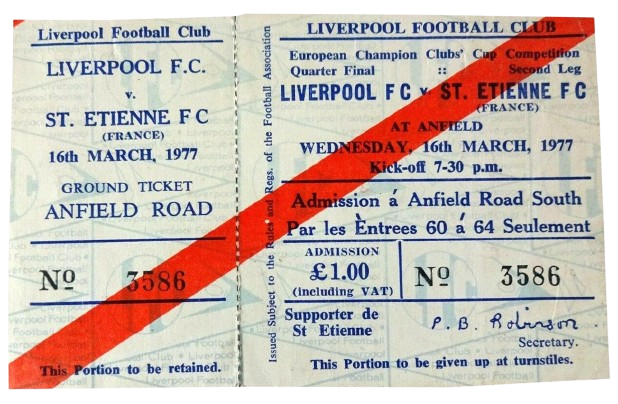 Liverpool Football Club
LIVERPOOL F.C.
v.
ST. ETIENNE F C
(FRANCE)
16th MARCH, 1977
GROUND TICKET
ANFIELD ROAD
Nº 3586
This Portion to be retained.
Issued Subject to the Rules and Regs. of the Football Association
LIVERPOOL FOOTBALL CLUB
European Champion Clubs' Cup Competition
Quarter Final :: Second Leg
LIVERPOOL F C v. ST. ETIENNE F C
(FRANCE)
AT ANFIELD
WEDNESDAY, 16th MARCH, 1977
Kick-off 7-30 p.m.
Admission á Anfield Road South
Par les Èntrees 60 á 64 Seulement
ADMISSION
£1.00
(including VAT)
Nº 3586
Supporter de
St Etienne
P. B. Robinson.
Secretary.
This Portion to be given up at turnstiles.